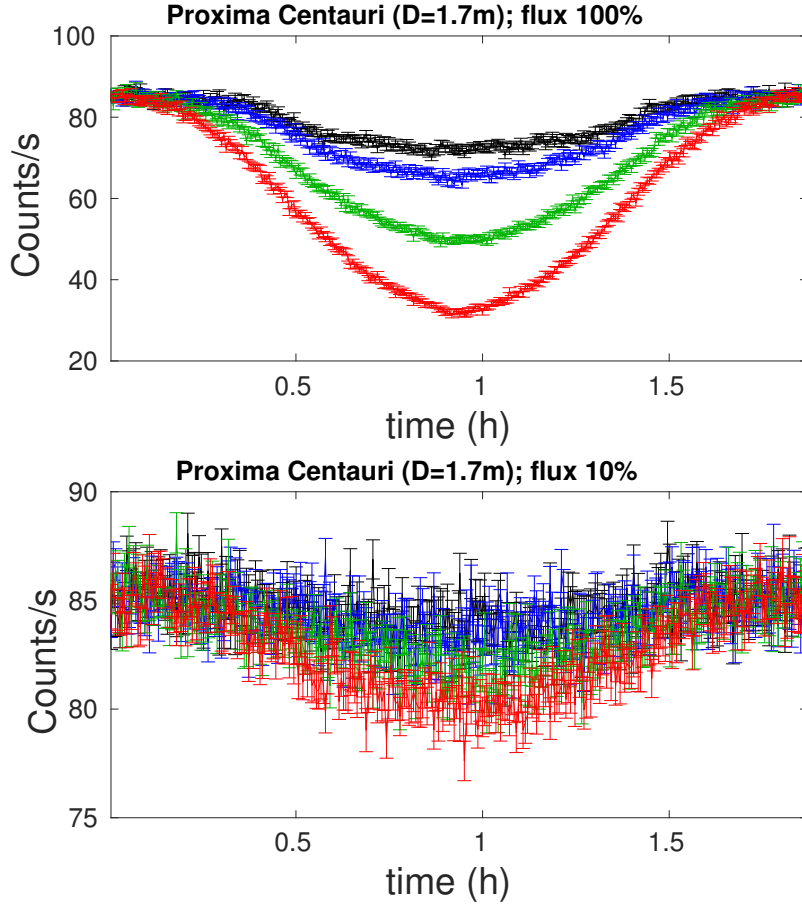 Proxima Centauri (D=1.7m); flux 100%
100
80
60
40
20
Counts/s
0.5
1
1.5
time (h)
Proxima Centauri (D=1.7m); flux 10%
90
85
80
75
Counts/s
0.5
1
1.5
time (h)